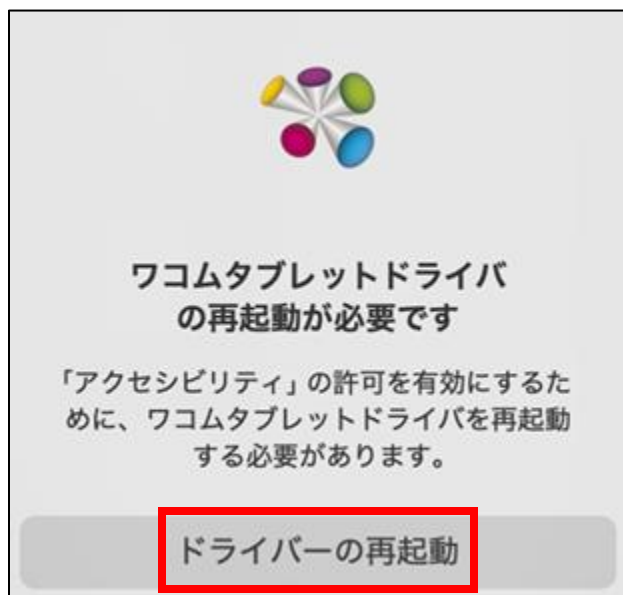 ワコムタブレットドライバ
の再起動が必要です
「アクセシビリティ」の許可を有効にするた
めに、ワコムタブレットドライバを再起動
する必要があります。
ドライバーの再起動